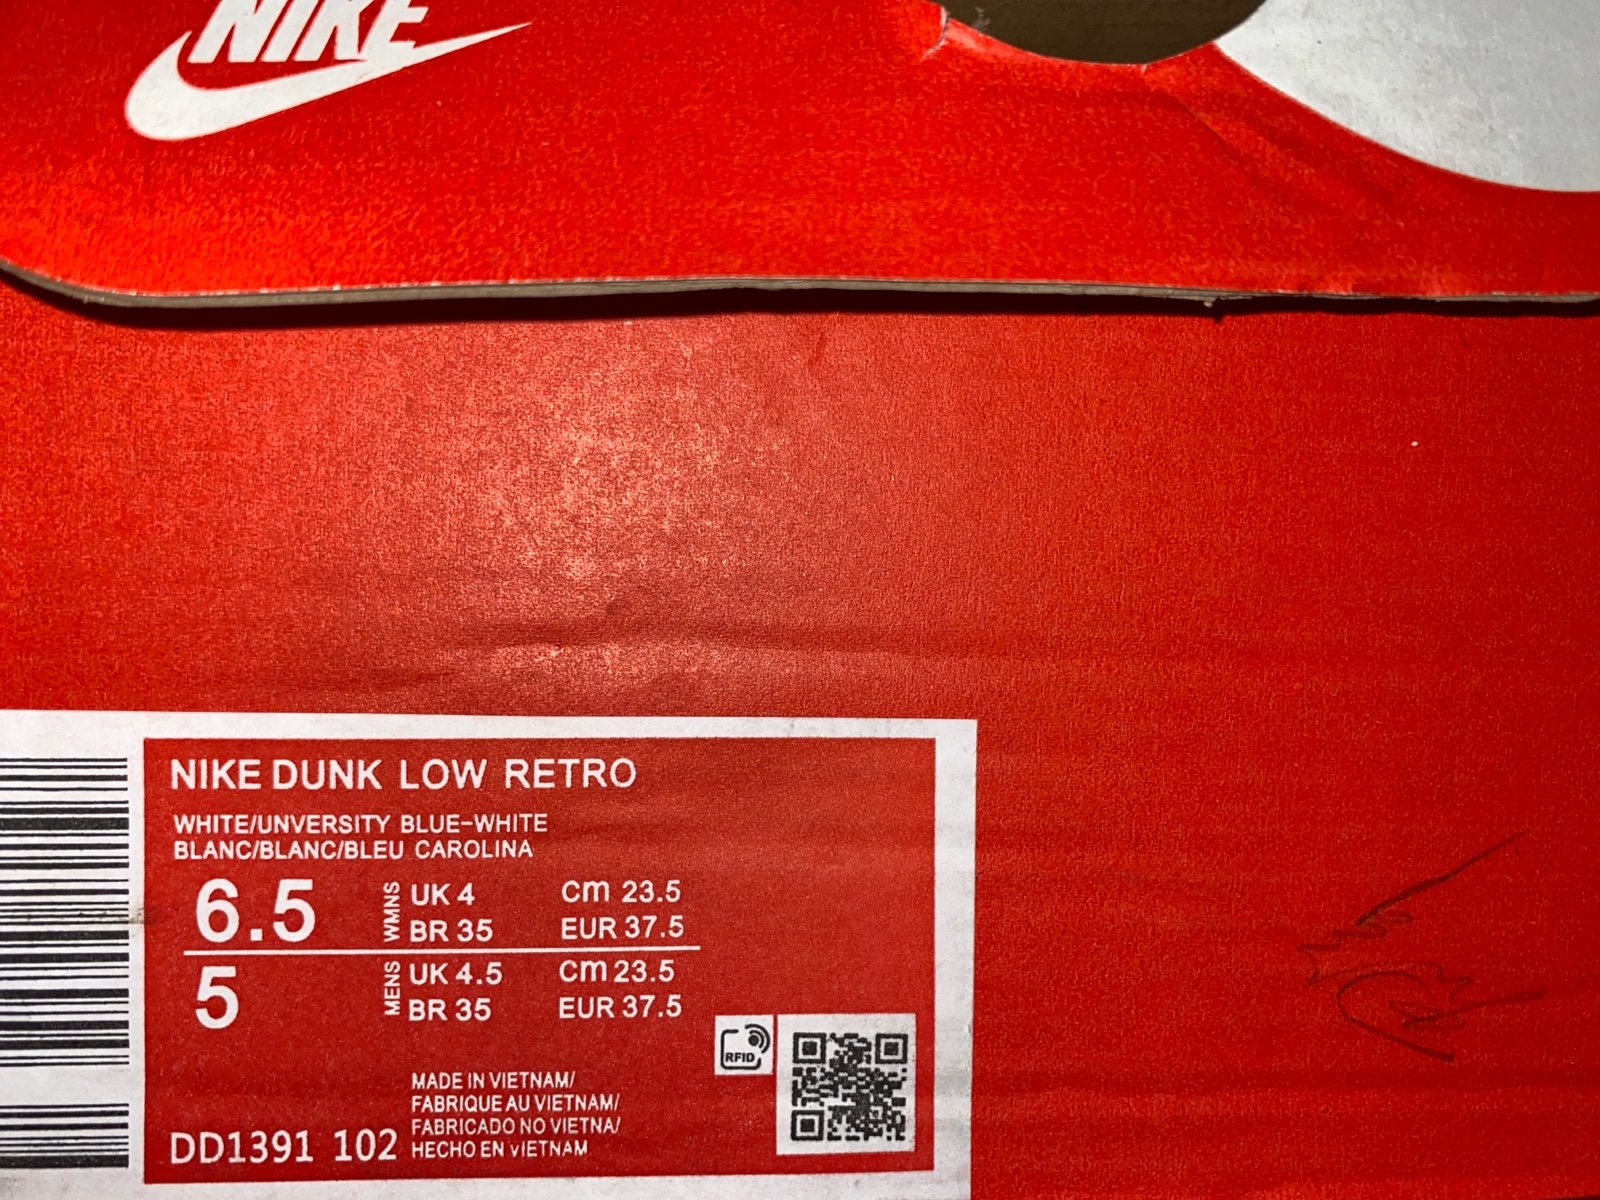 NIKE
NIKE DUNK LOW RETRO
WHITE/UNVERSITY BLUE-WHITE
BLANC/BLANC/BLEU CAROLINA
6.5 WMNS UK 4 Cm 23.5
BR 35 EUR 37.5
5 MENS UK 4.5 Cm 23.5
BR 35 EUR 37.5
RFID
MADE IN VIETNAM/
FABRIQUE AU VIETNAM/
FABRICADO NO VIETNA/
HECHO EN VIETNAM
DD1391 102